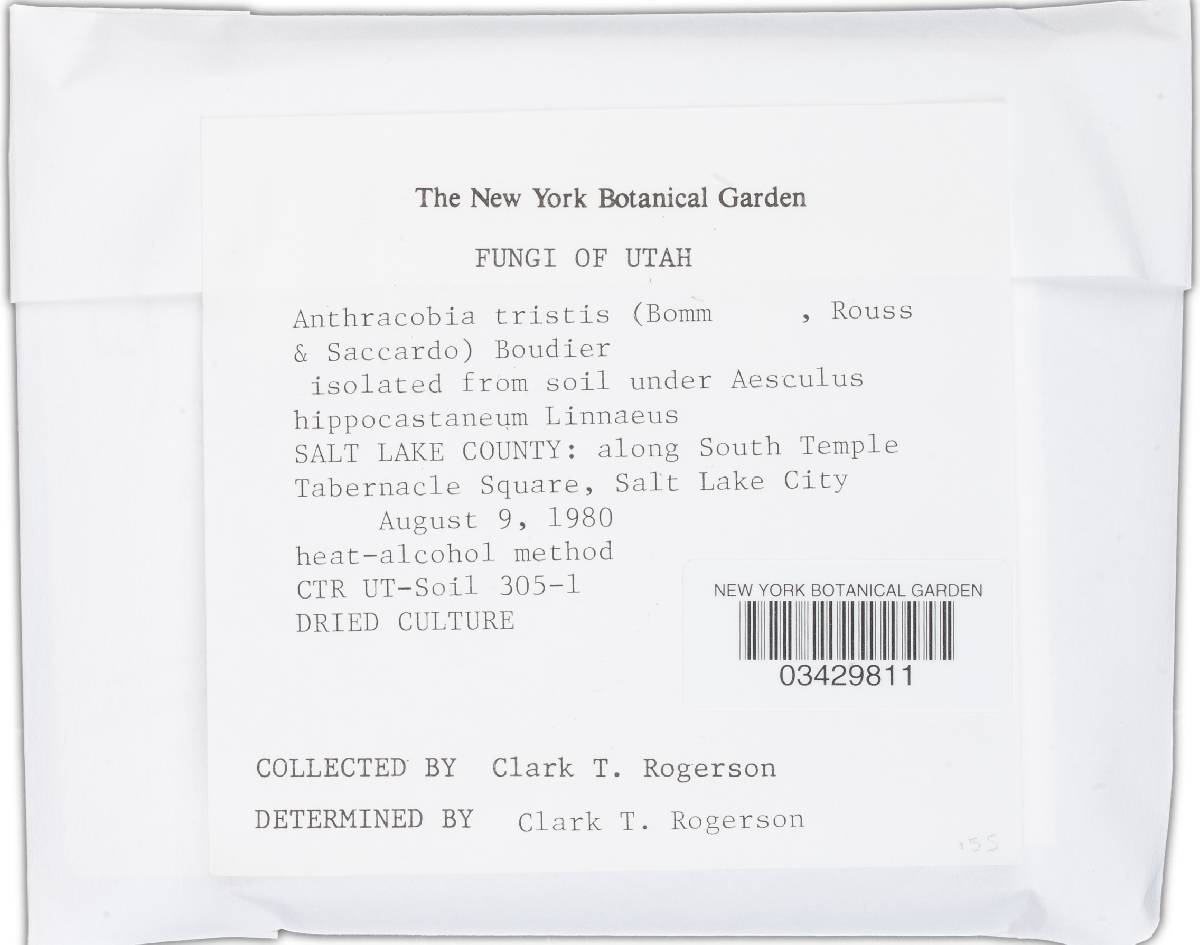 The New York Botanical Garden
FUNGI OF UTAH
Anthracobia tristis (Bomm , Rouss
& Saccardo) Boudier
isolated from soil under Aesculus
hippocastaneum Linnaeus
SALT LAKE COUNTY: along South Temple
Tabernacle Square, Salt Lake City
August 9, 1980
heat-alcohol method
CTR UT-Soil 305-1
DRIED CULTURE
NEW YORK BOTANICAL GARDEN
03429811
COLLECTED BY Clark T. Rogerson
DETERMINED BY Clark T. Rogerson